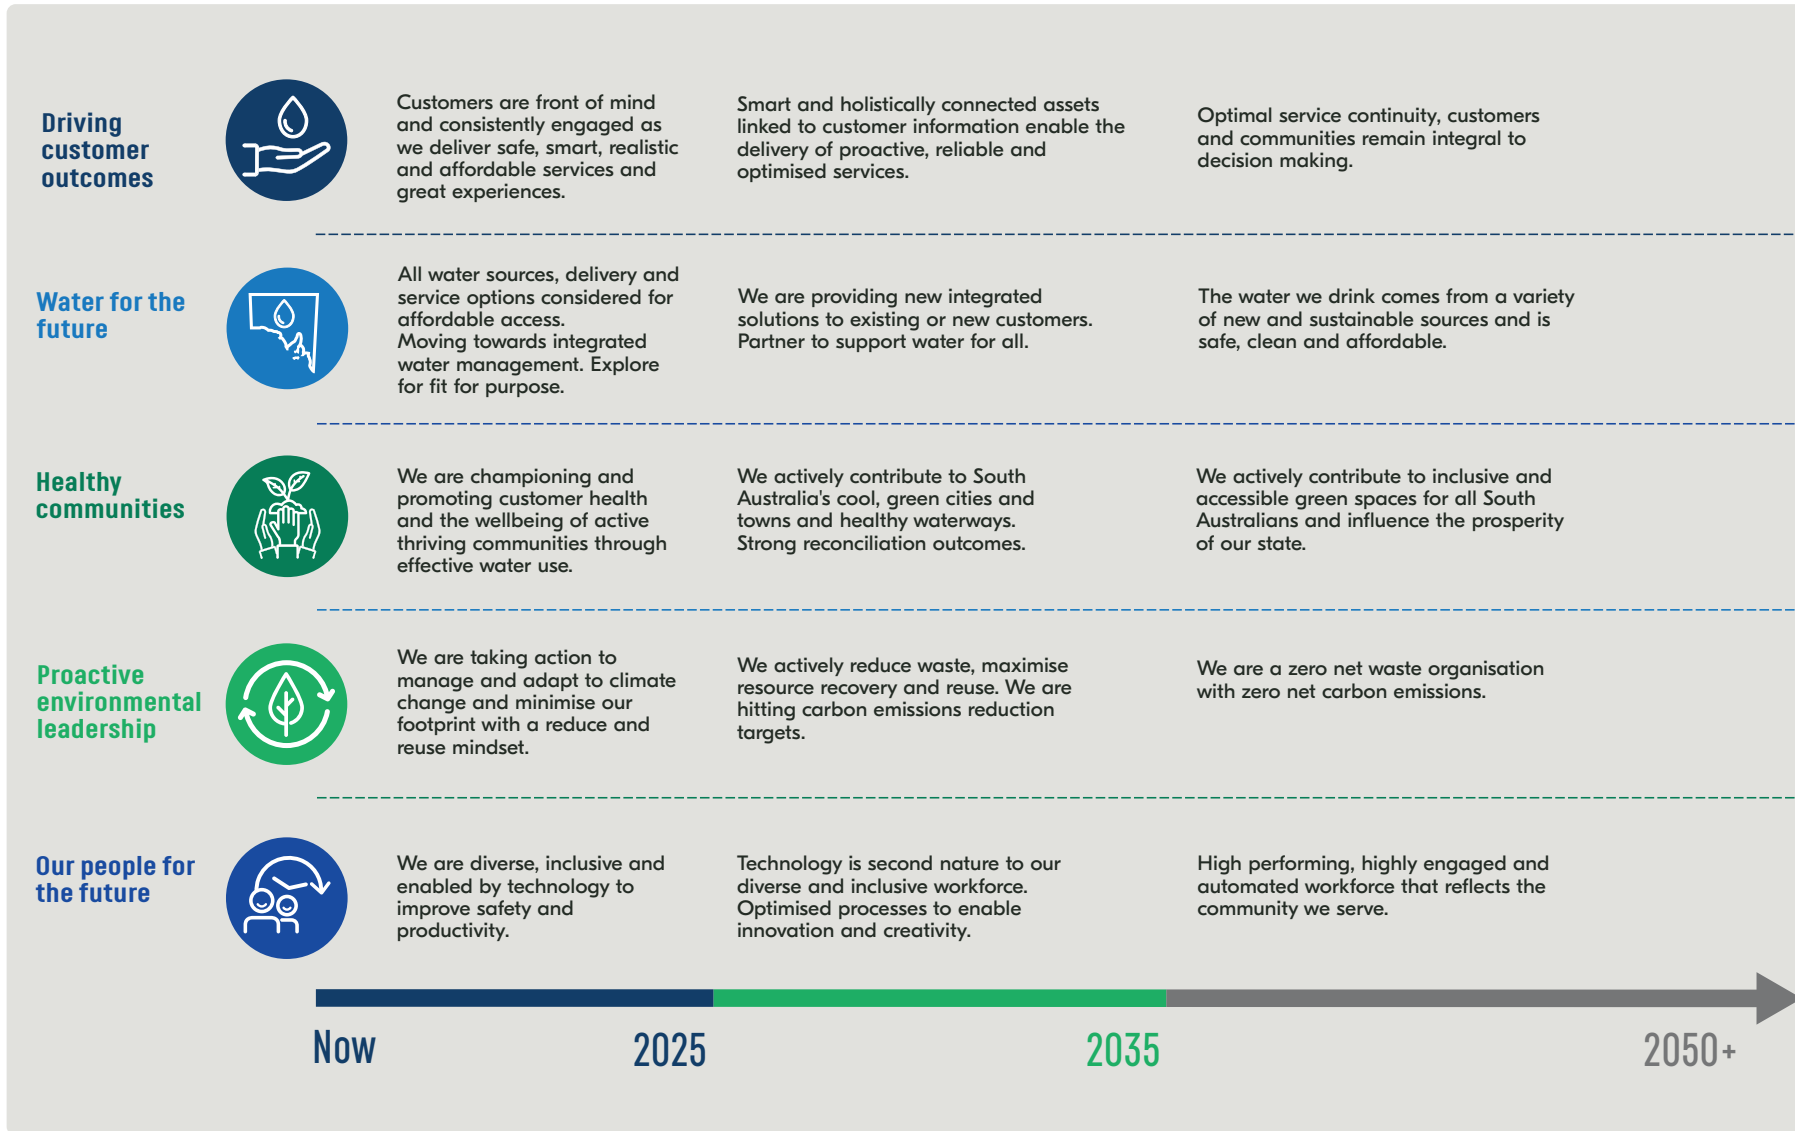 Driving
customer
outcomes
Customers are front of mind
and consistently engaged as
we deliver safe, smart, realistic
and affordable services and
great experiences.
Smart and holistically connected assets
linked to customer information enable the
delivery of proactive, reliable and
optimised services.
Optimal service continuity, customers
and communities remain integral to
decision making.
Water for the
future
All water sources, delivery and
service options considered for
affordable access.
Moving towards integrated
water management. Explore
for fit for purpose.
We are providing new integrated
solutions to existing or new customers.
Partner to support water for all.
The water we drink comes from a variety
of new and sustainable sources and is
safe, clean and affordable.
Healthy
communities
We are championing and
promoting customer health
and the wellbeing of active
thriving communities through
effective water use.
We actively contribute to South
Australia's cool, green cities and
towns and healthy waterways.
Strong reconciliation outcomes.
We actively contribute to inclusive and
accessible green spaces for all South
Australians and influence the prosperity
of our state.
Proactive
environmental
leadership
We are taking action to
manage and adapt to climate
change and minimise our
footprint with a reduce and
reuse mindset.
We actively reduce waste, maximise
resource recovery and reuse. We are
hitting carbon emissions reduction
targets.
We are a zero net waste organisation
with zero net carbon emissions.
Our people for
the future
We are diverse, inclusive and
enabled by technology to
improve safety and
productivity.
Technology is second nature to our
diverse and inclusive workforce.
Optimised processes to enable
innovation and creativity.
High performing, highly engaged and
automated workforce that reflects the
community we serve.
Now
2025
2035
2050+